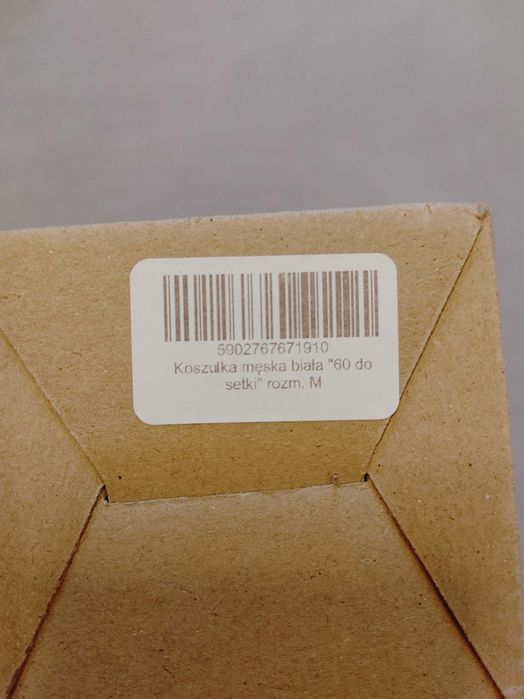 5902767671910
Koszulka męska biała "60 do
setki" rozm. M